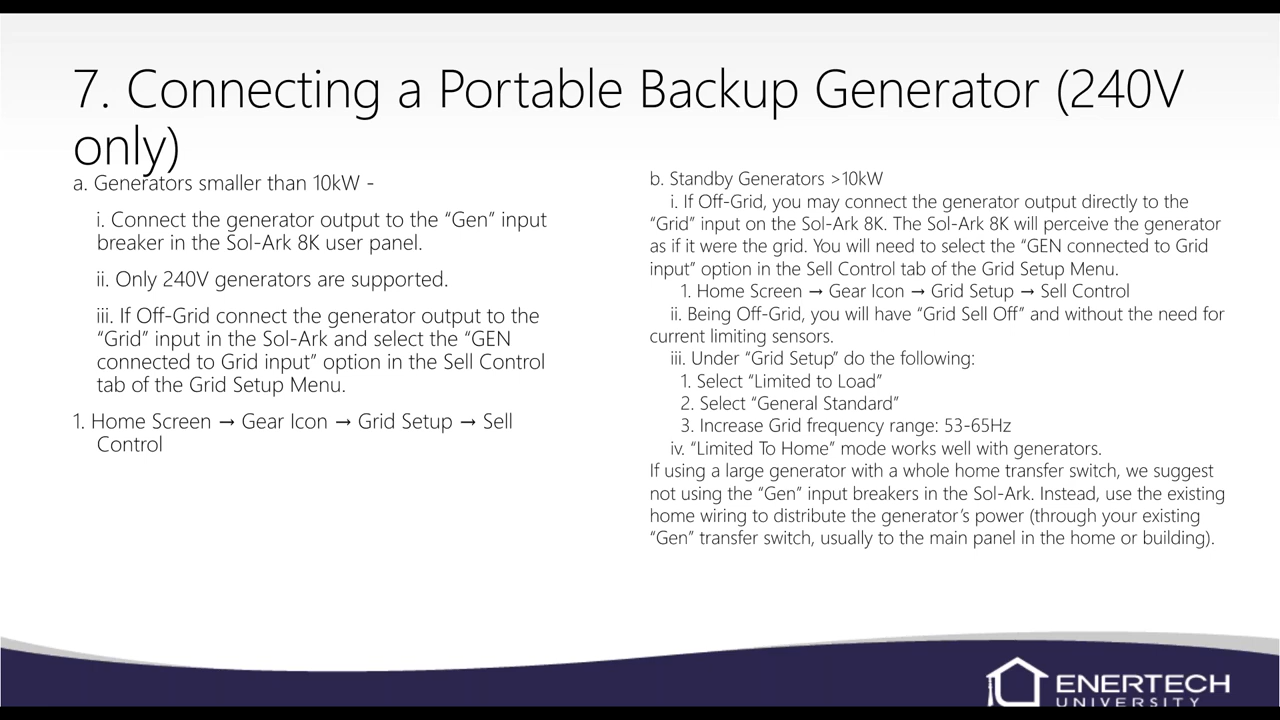 7. Connecting a Portable Backup Generator (240V
only)
a. Generators smaller than 10kW -
i. Connect the generator output to the “Gen” input
breaker in the Sol-Ark 8K user panel.
ii. Only 240V generators are supported.
iii. If Off-Grid connect the generator output to the
“Grid” input in the Sol-Ark and select the “GEN
connected to Grid input” option in the Sell Control
tab of the Grid Setup Menu.
1. Home Screen → Gear Icon → Grid Setup → Sell
Control
b. Standby Generators >10kW
i. If Off-Grid, you may connect the generator output directly to the
“Grid” input on the Sol-Ark 8K. The Sol-Ark 8K will perceive the generator
as if it were the grid. You will need to select the “GEN connected to Grid
input” option in the Sell Control tab of the Grid Setup Menu.
1. Home Screen → Gear Icon → Grid Setup → Sell Control
ii. Being Off-Grid, you will have “Grid Sell Off” and without the need for
current limiting sensors.
iii. Under “Grid Setup” do the following:
1. Select “Limited to Load”
2. Select “General Standard”
3. Increase Grid frequency range: 53-65Hz
iv. “Limited To Home” mode works well with generators.
If using a large generator with a whole home transfer switch, we suggest
not using the “Gen” input breakers in the Sol-Ark. Instead, use the existing
home wiring to distribute the generator’s power (through your existing
“Gen” transfer switch, usually to the main panel in the home or building).
ENERTECH
UNIVERSITY